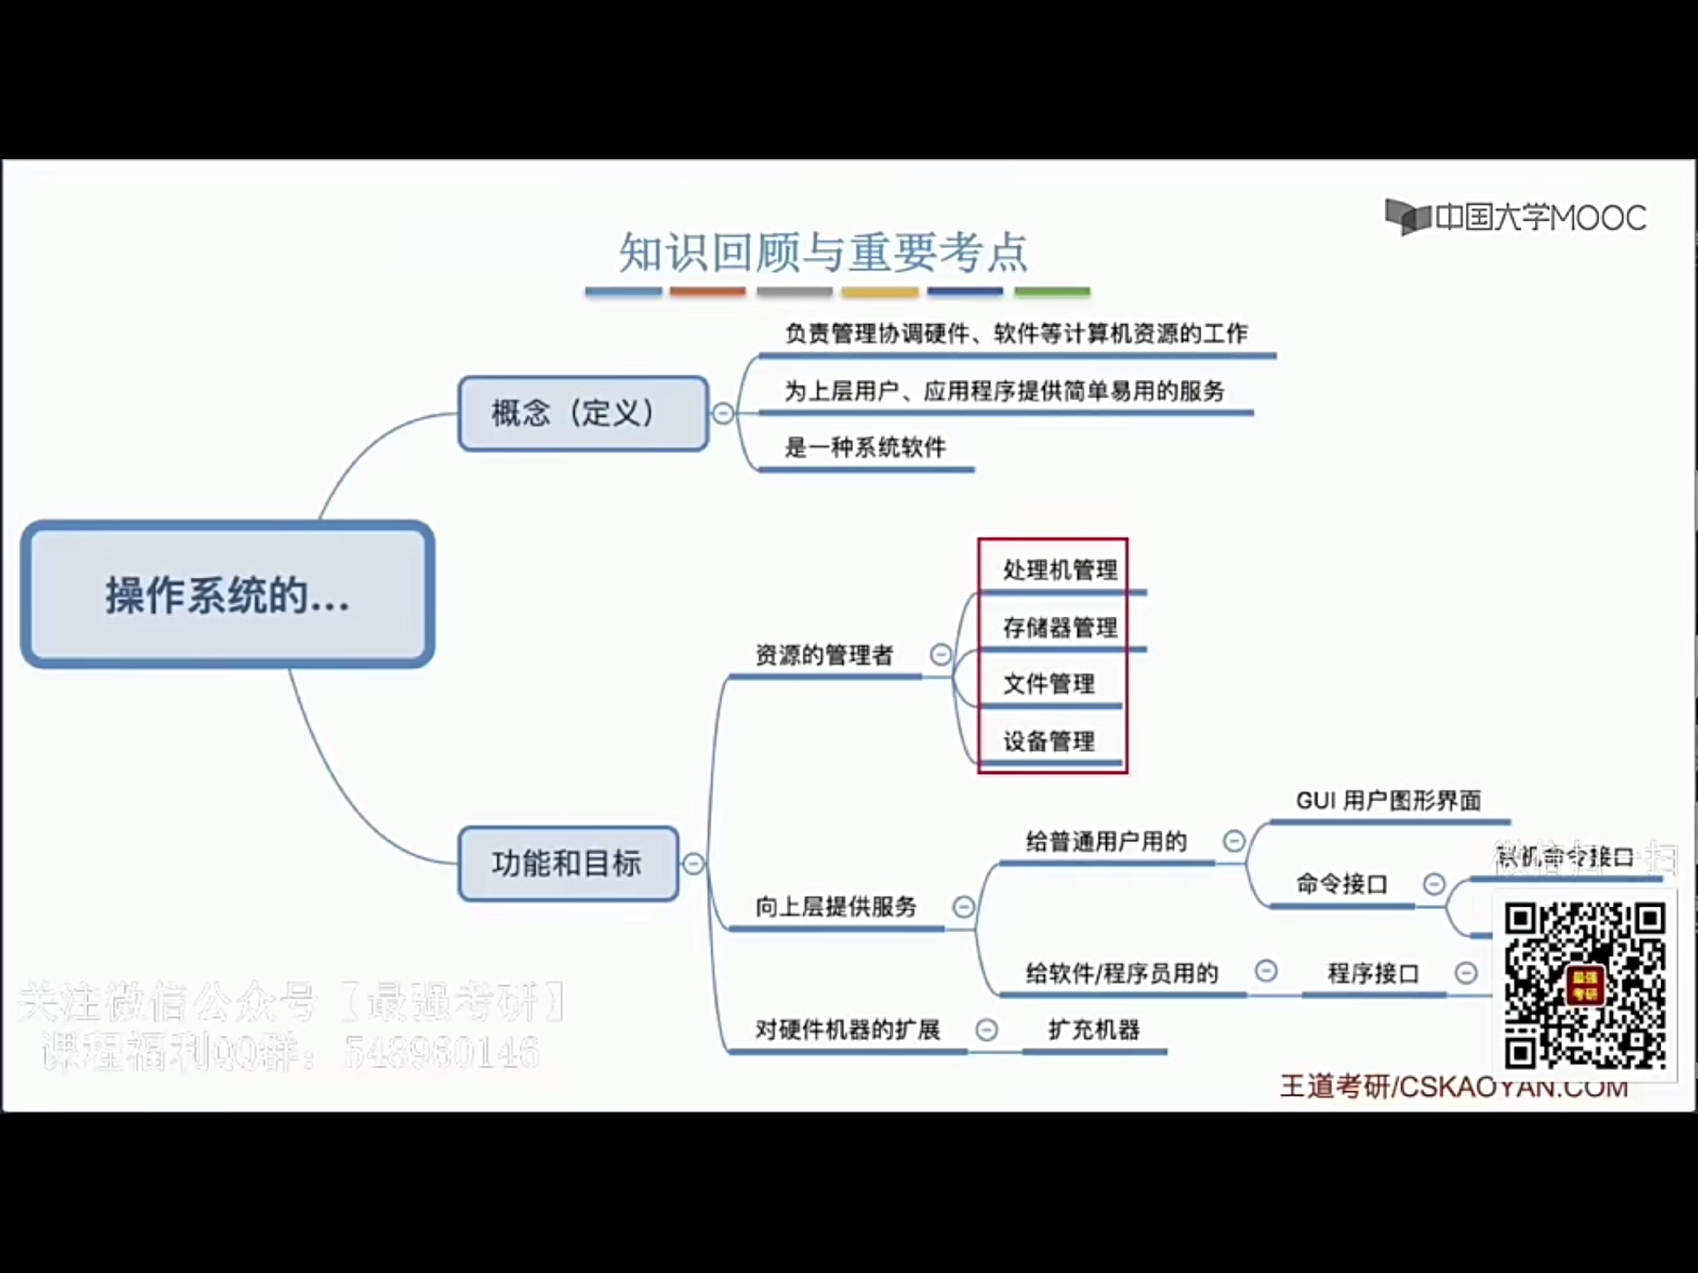 中国大学MOOC
知识回顾与重要考点
负责管理协调硬件、软件等计算机资源的工作
概念（定义）
为上层用户、应用程序提供简单易用的服务
是一种系统软件
操作系统的...
处理机管理
存储器管理
资源的管理者
文件管理
设备管理
GUI 用户图形界面
给普通用户用的
联机命令接口
微信扫一扫
功能和目标
命令接口
向上层提供服务
给软件/程序员用的
程序接口
最强
考研
关注微信公众号【最强考研】
对硬件机器的扩展
扩充机器
课程福利QQ群：543960146
王道考研/CSKAOYAN.COM